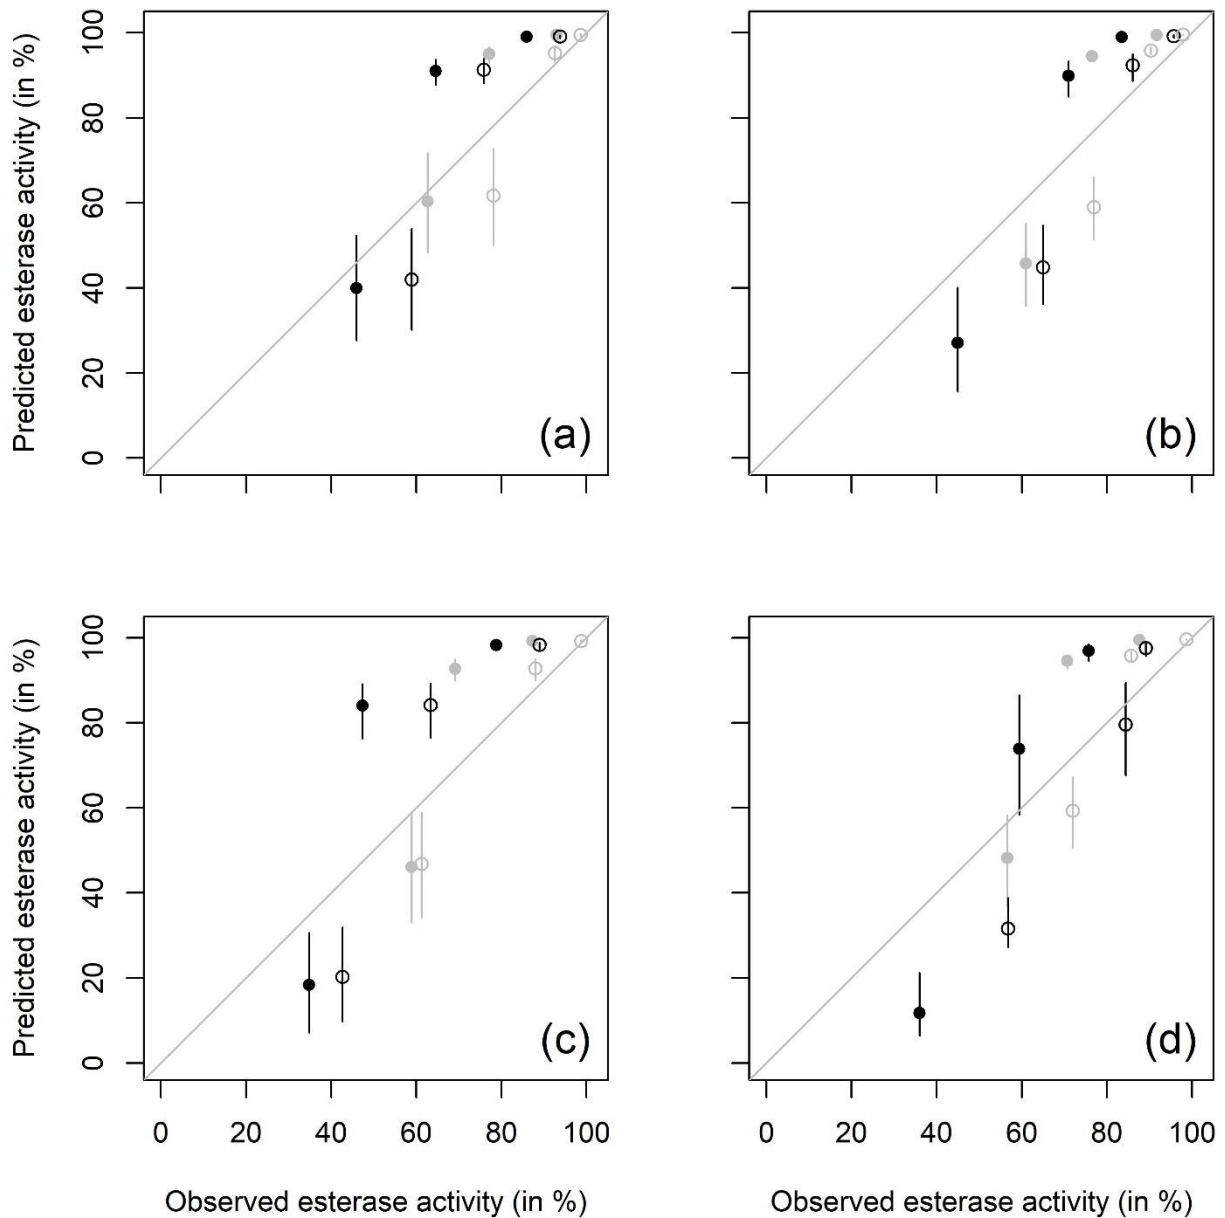 Predicted esterase activity (in %)
100
80
60
40
20
0
(a)
(b)
Predicted esterase activity (in %)
100
80
60
40
20
0
(c)
(d)
0 20 40 60 80 100
0 20 40 60 80 100
Observed esterase activity (in %)
Observed esterase activity (in %)